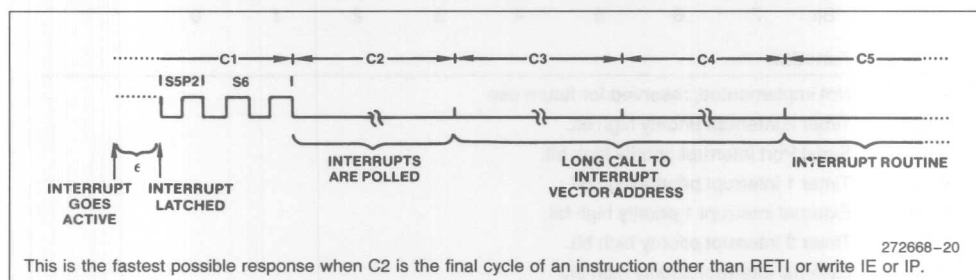 C1 C2 C3 C4 C5
S5P2 S6
ε
INTERRUPT GOES ACTIVE
INTERRUPT LATCHED
INTERRUPTS ARE POLLED
LONG CALL TO INTERRUPT VECTOR ADDRESS
INTERRUPT ROUTINE
272668–20
This is the fastest possible response when C2 is the final cycle of an instruction other than RETI or write IE or IP.